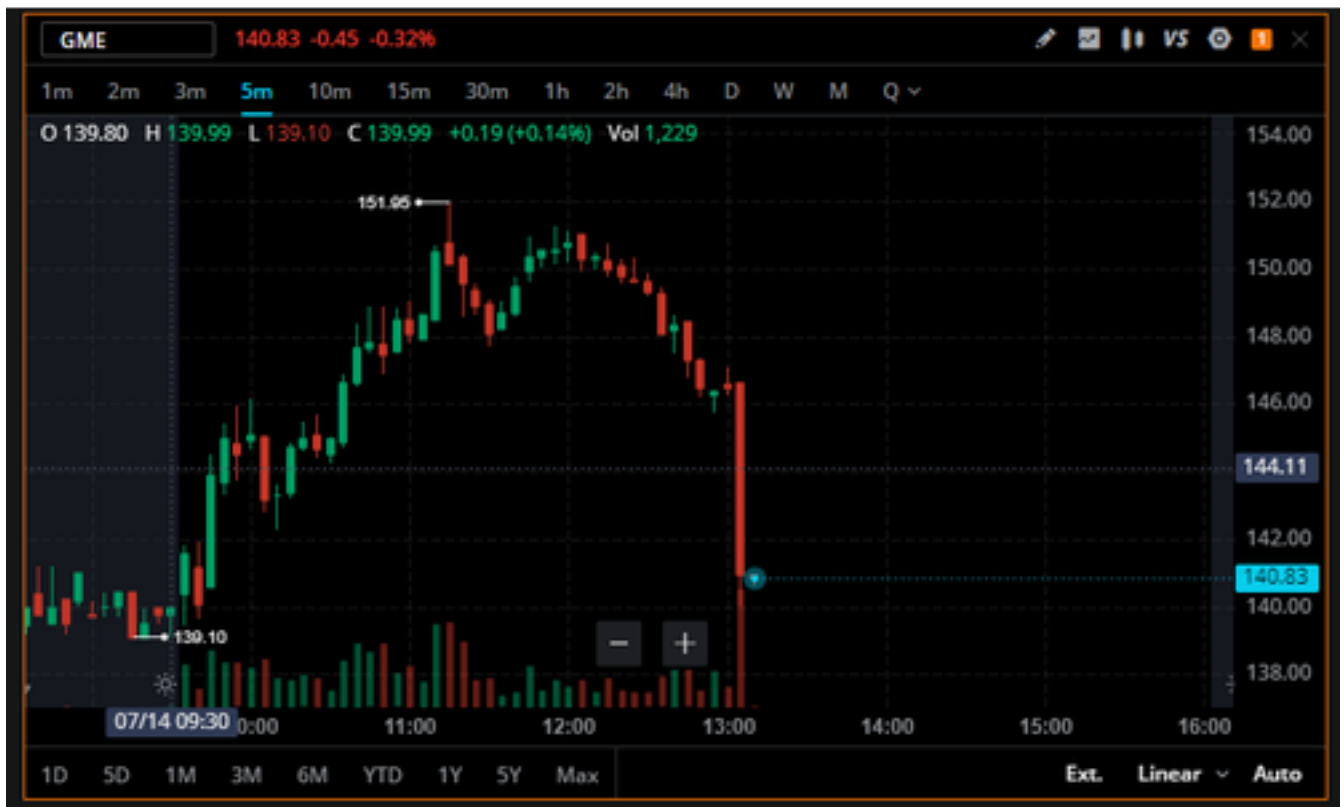 GME 140.83 -0.45 -0.32% VS 1
1m 2m 3m 5m 10m 15m 30m 1h 2h 4h D W M Q
O 139.80 H 139.99 L 139.10 C 139.99 +0.19 (+0.14%) Vol 1,229
154.00
151.95
152.00
150.00
148.00
146.00
144.11
142.00
140.83
140.00
139.10
138.00
07/14 09:30 0:00 11:00 12:00 13:00 14:00 15:00 16:00
1D 5D 1M 3M 6M YTD 1Y 5Y Max Ext. Linear Auto